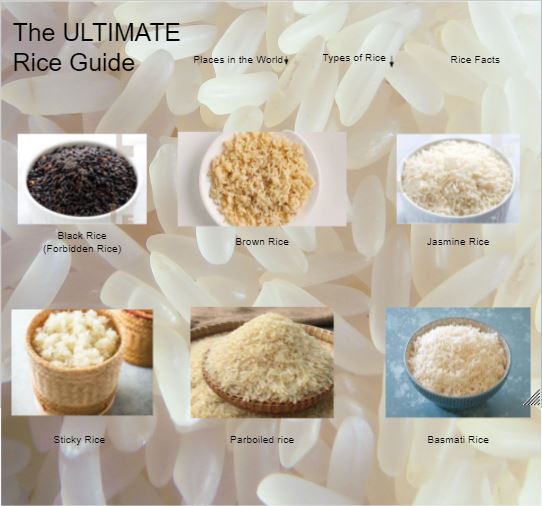 The ULTIMATE
Rice Guide
Places in the World
Types of Rice
Rice Facts
Black Rice
(Forbidden Rice)
Brown Rice
Jasmine Rice
Sticky Rice
Parboiled rice
Basmati Rice